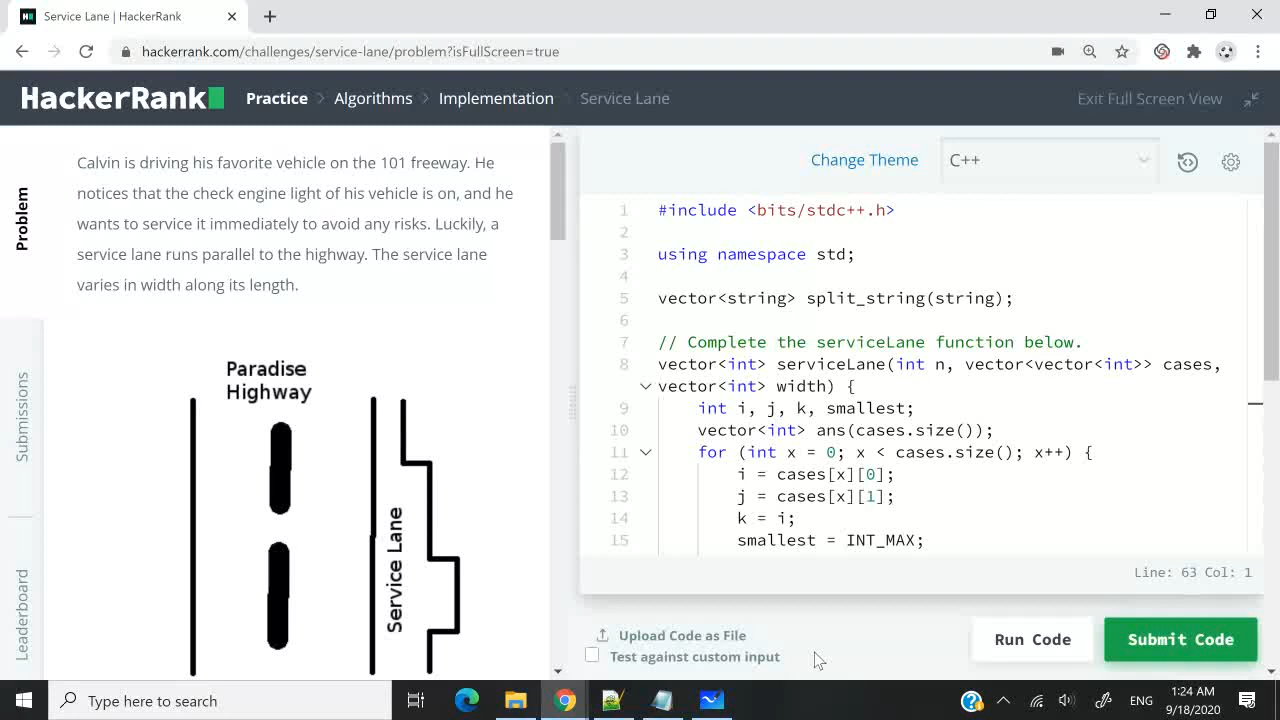 Service Lane | HackerRank
hackerrank.com/challenges/service-lane/problem?isFullScreen=true
HackerRank
Practice > Algorithms > Implementation > Service Lane
Exit Full Screen View
Problem
Submissions
Leaderboard
Calvin is driving his favorite vehicle on the 101 freeway. He
notices that the check engine light of his vehicle is on, and he
wants to service it immediately to avoid any risks. Luckily, a
service lane runs parallel to the highway. The service lane
varies in width along its length.
Paradise
Highway
Service Lane
Change Theme
C++
1 #include <bits/stdc++.h>
2
3 using namespace std;
4
5 vector<string> split_string(string);
6
7 // Complete the serviceLane function below.
8 vector<int> serviceLane(int n, vector<vector<int>> cases,
vector<int> width) {
9 int i, j, k, smallest;
10 vector<int> ans(cases.size());
11 for (int x = 0; x < cases.size(); x++) {
12 i = cases[x][0];
13 j = cases[x][1];
14 k = i;
15 smallest = INT_MAX;
Line: 63 Col: 1
Upload Code as File
Test against custom input
Run Code
Submit Code
Type here to search
ENG
1:24 AM
9/18/2020